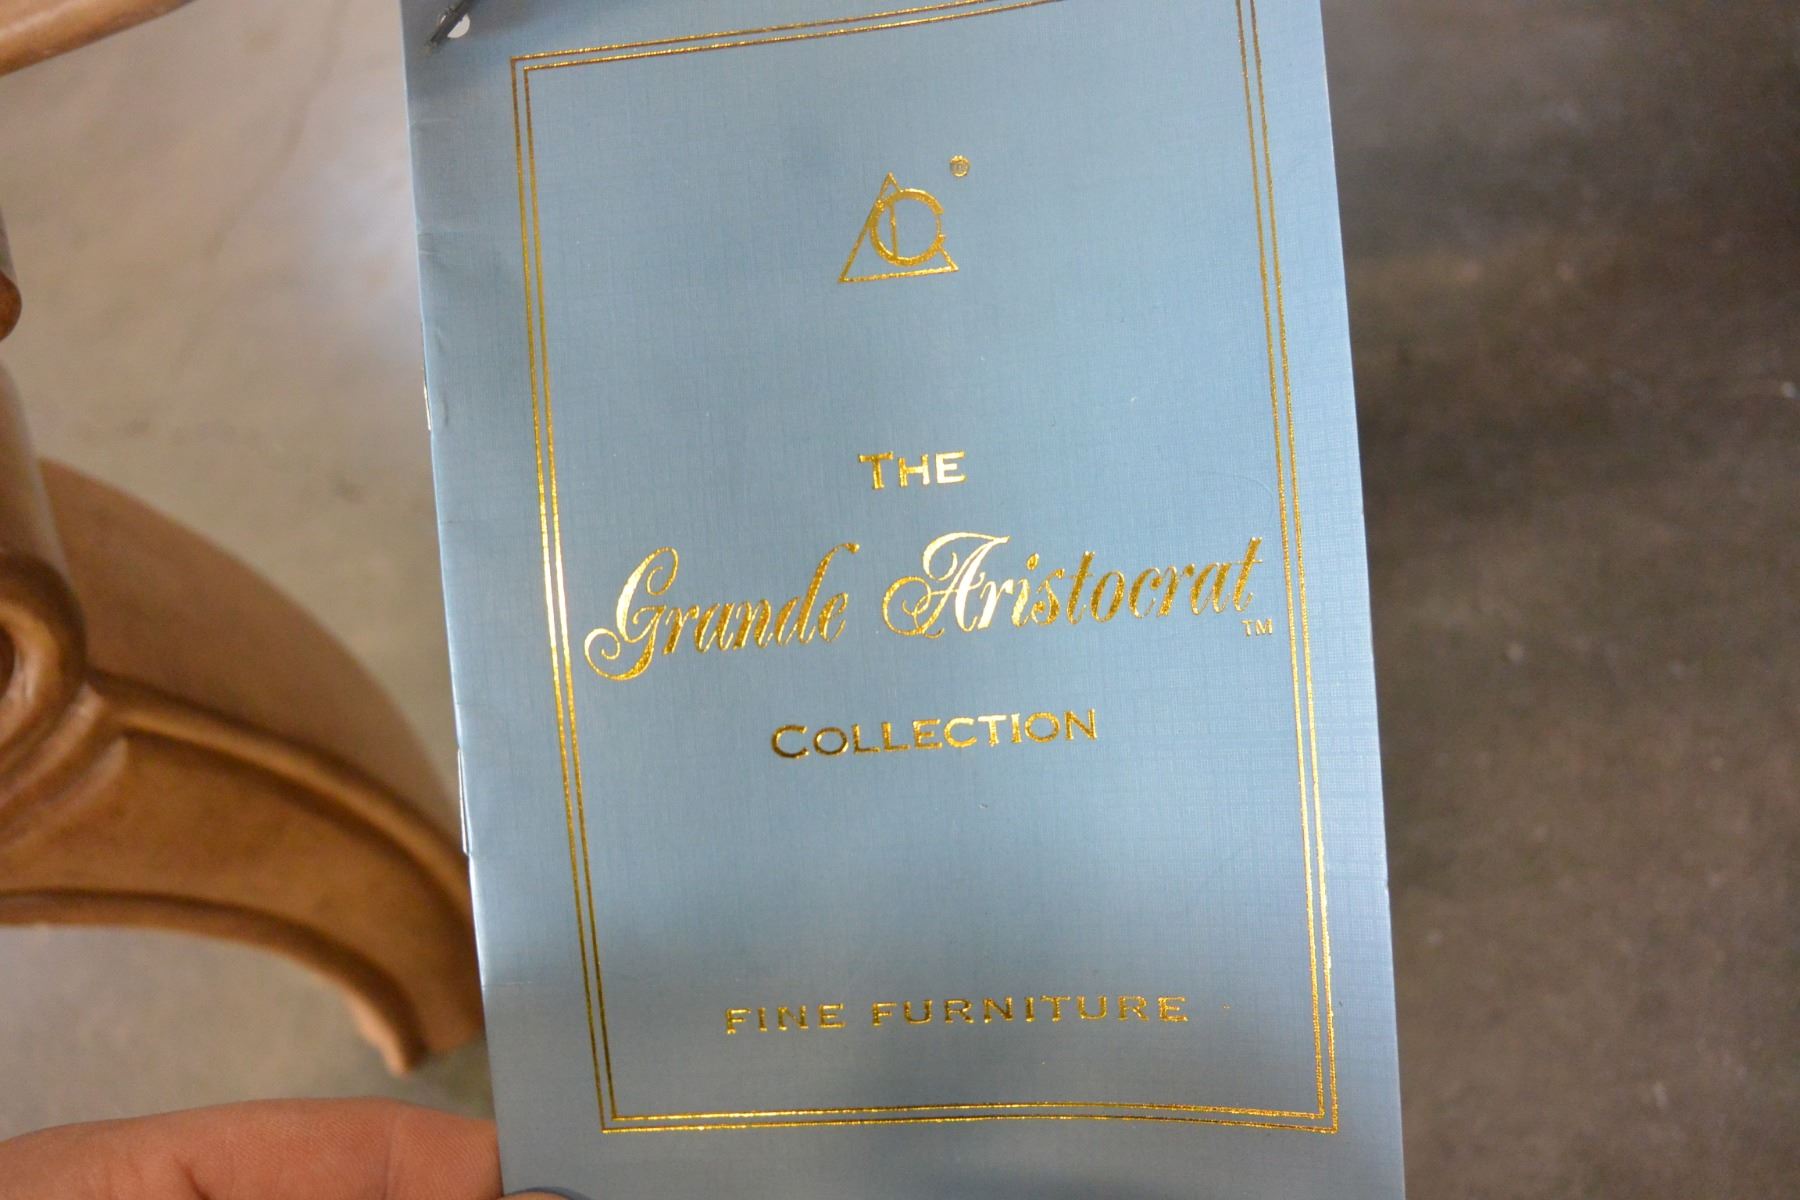 ®
THE
Grande Aristocrat™
COLLECTION
FINE FURNITURE